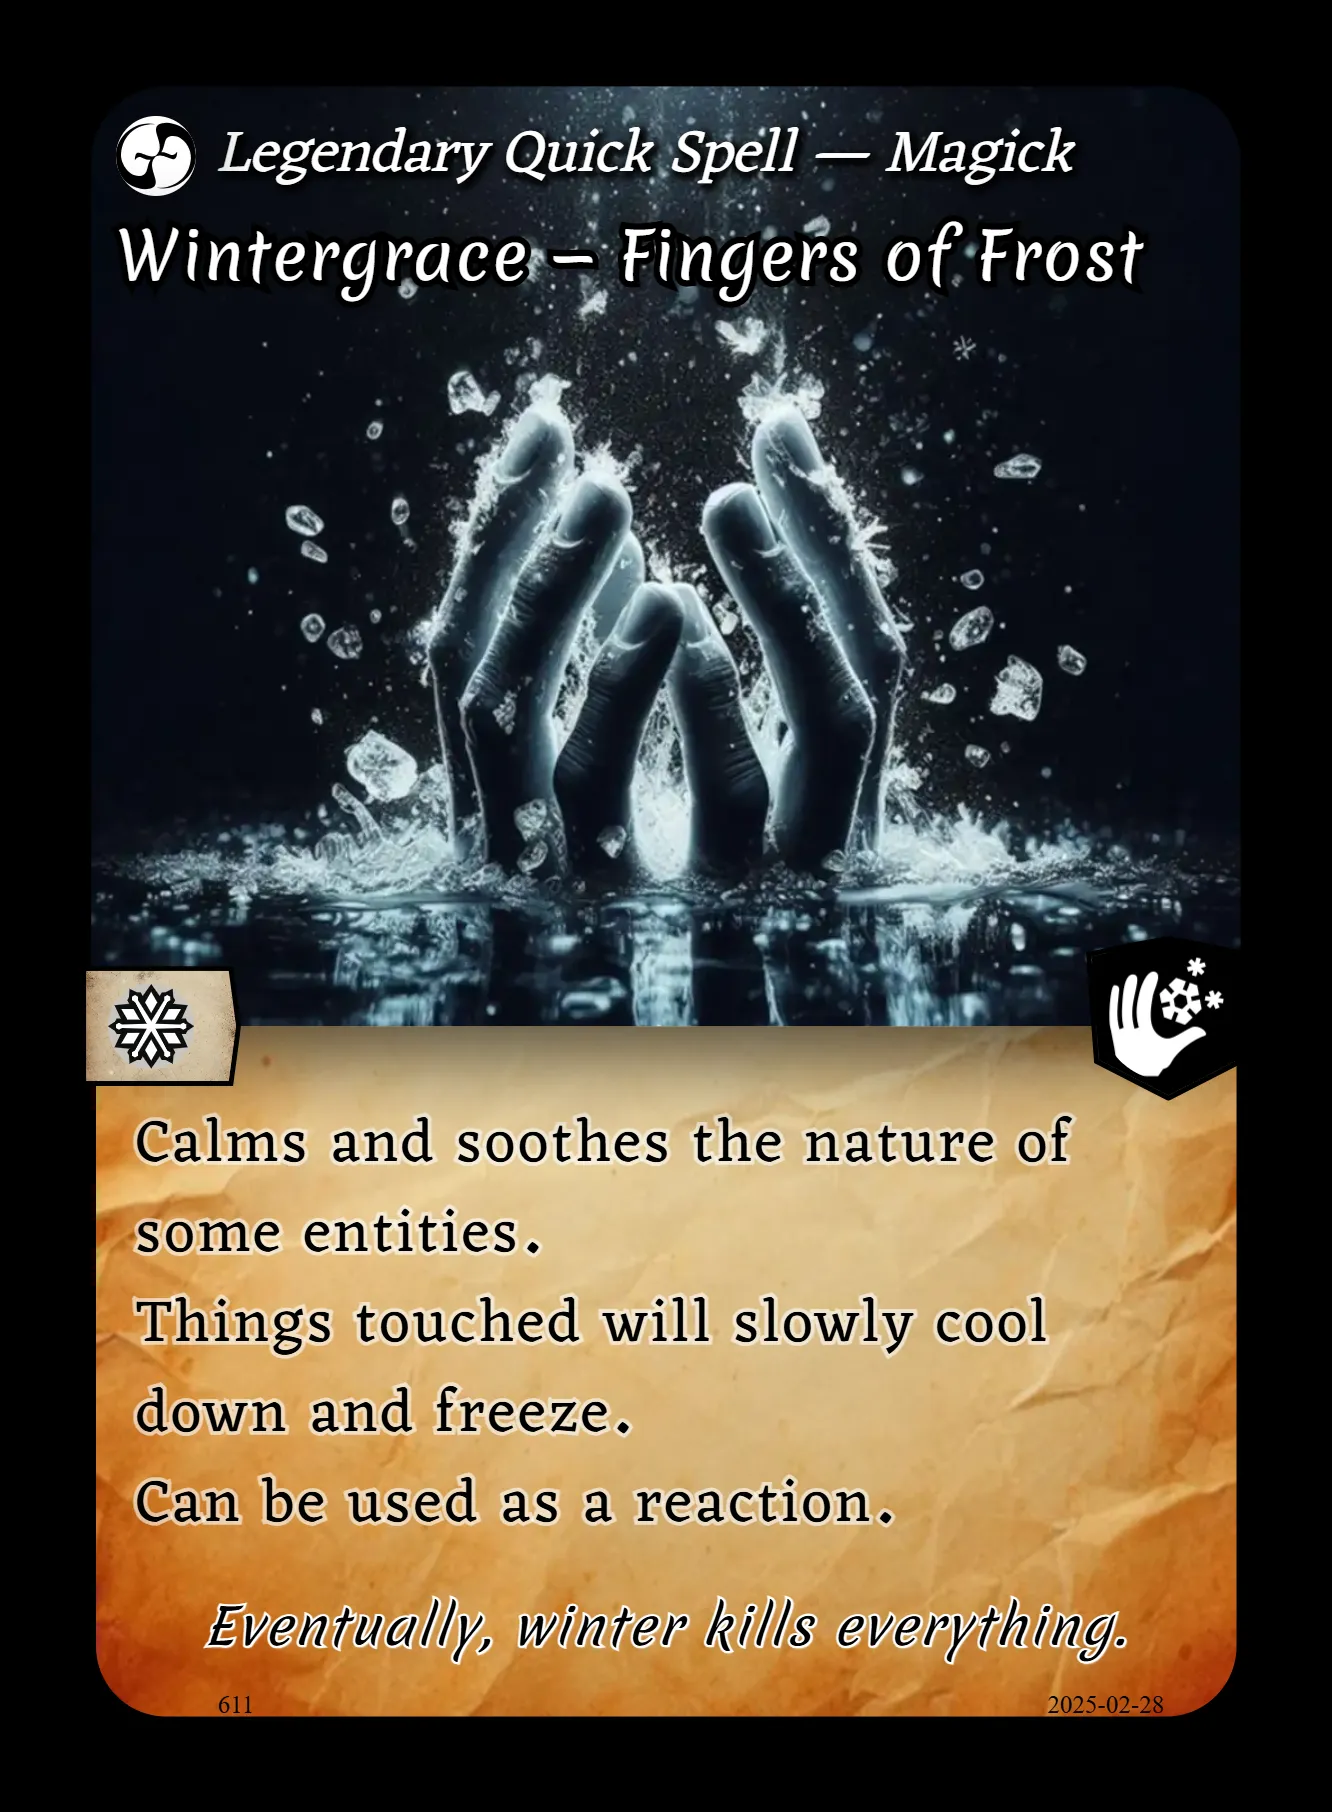 Legendary Quick Spell — Magick
Wintergrace – Fingers of Frost
Calms and soothes the nature of
some entities.
Things touched will slowly cool
down and freeze.
Can be used as a reaction.
Eventually, winter kills everything.
611
2025-02-28